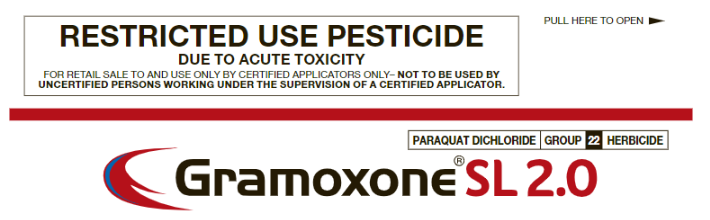 RESTRICTED USE PESTICIDE
PULL HERE TO OPEN
DUE TO ACUTE TOXICITY
FOR RETAIL SALE TO AND USE ONLY BY CERTIFIED APPLICATORS ONLY– NOT TO BE USED BY
UNCERTIFIED PERSONS WORKING UNDER THE SUPERVISION OF A CERTIFIED APPLICATOR.
PARAQUAT DICHLORIDE GROUP 22 HERBICIDE
Gramoxone® SL 2.0